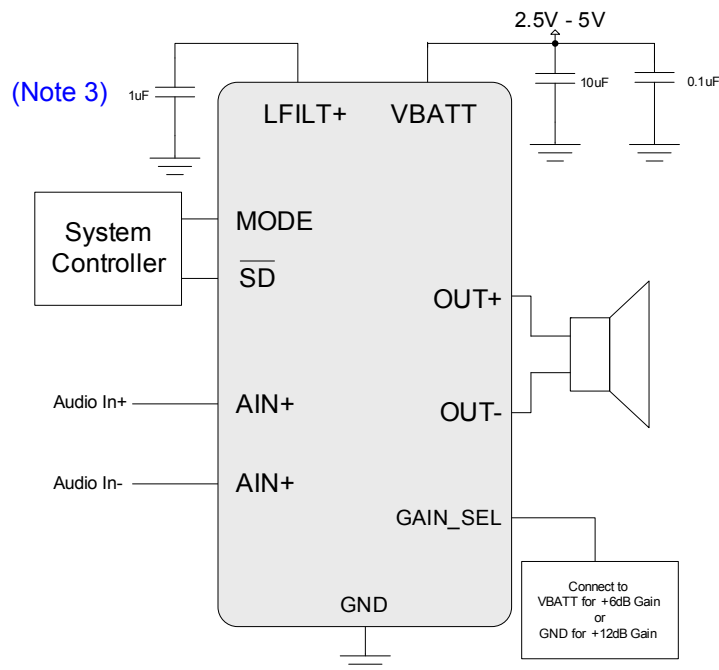 2.5V - 5V
(Note 3)
1uF
10uF
0.1uF
LFILT+
VBATT
System
Controller
MODE
SD
OUT+
OUT-
Audio In+
AIN+
Audio In-
AIN+
GAIN_SEL
GND
Connect to
VBATT for +6dB Gain
or
GND for +12dB Gain